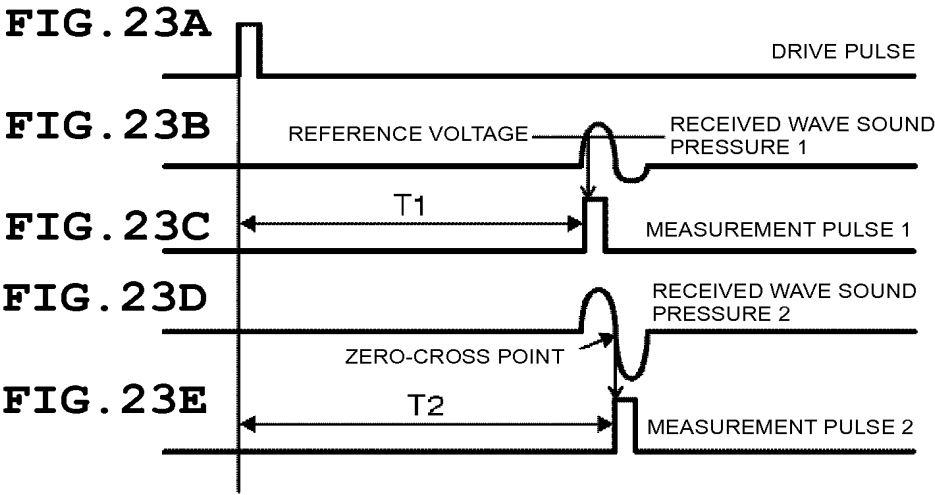 FIG.23A
DRIVE PULSE
FIG.23B
REFERENCE VOLTAGE
RECEIVED WAVE SOUND
PRESSURE 1
FIG.23C
T1
MEASUREMENT PULSE 1
FIG.23D
RECEIVED WAVE SOUND
PRESSURE 2
ZERO-CROSS POINT
FIG.23E
T2
MEASUREMENT PULSE 2